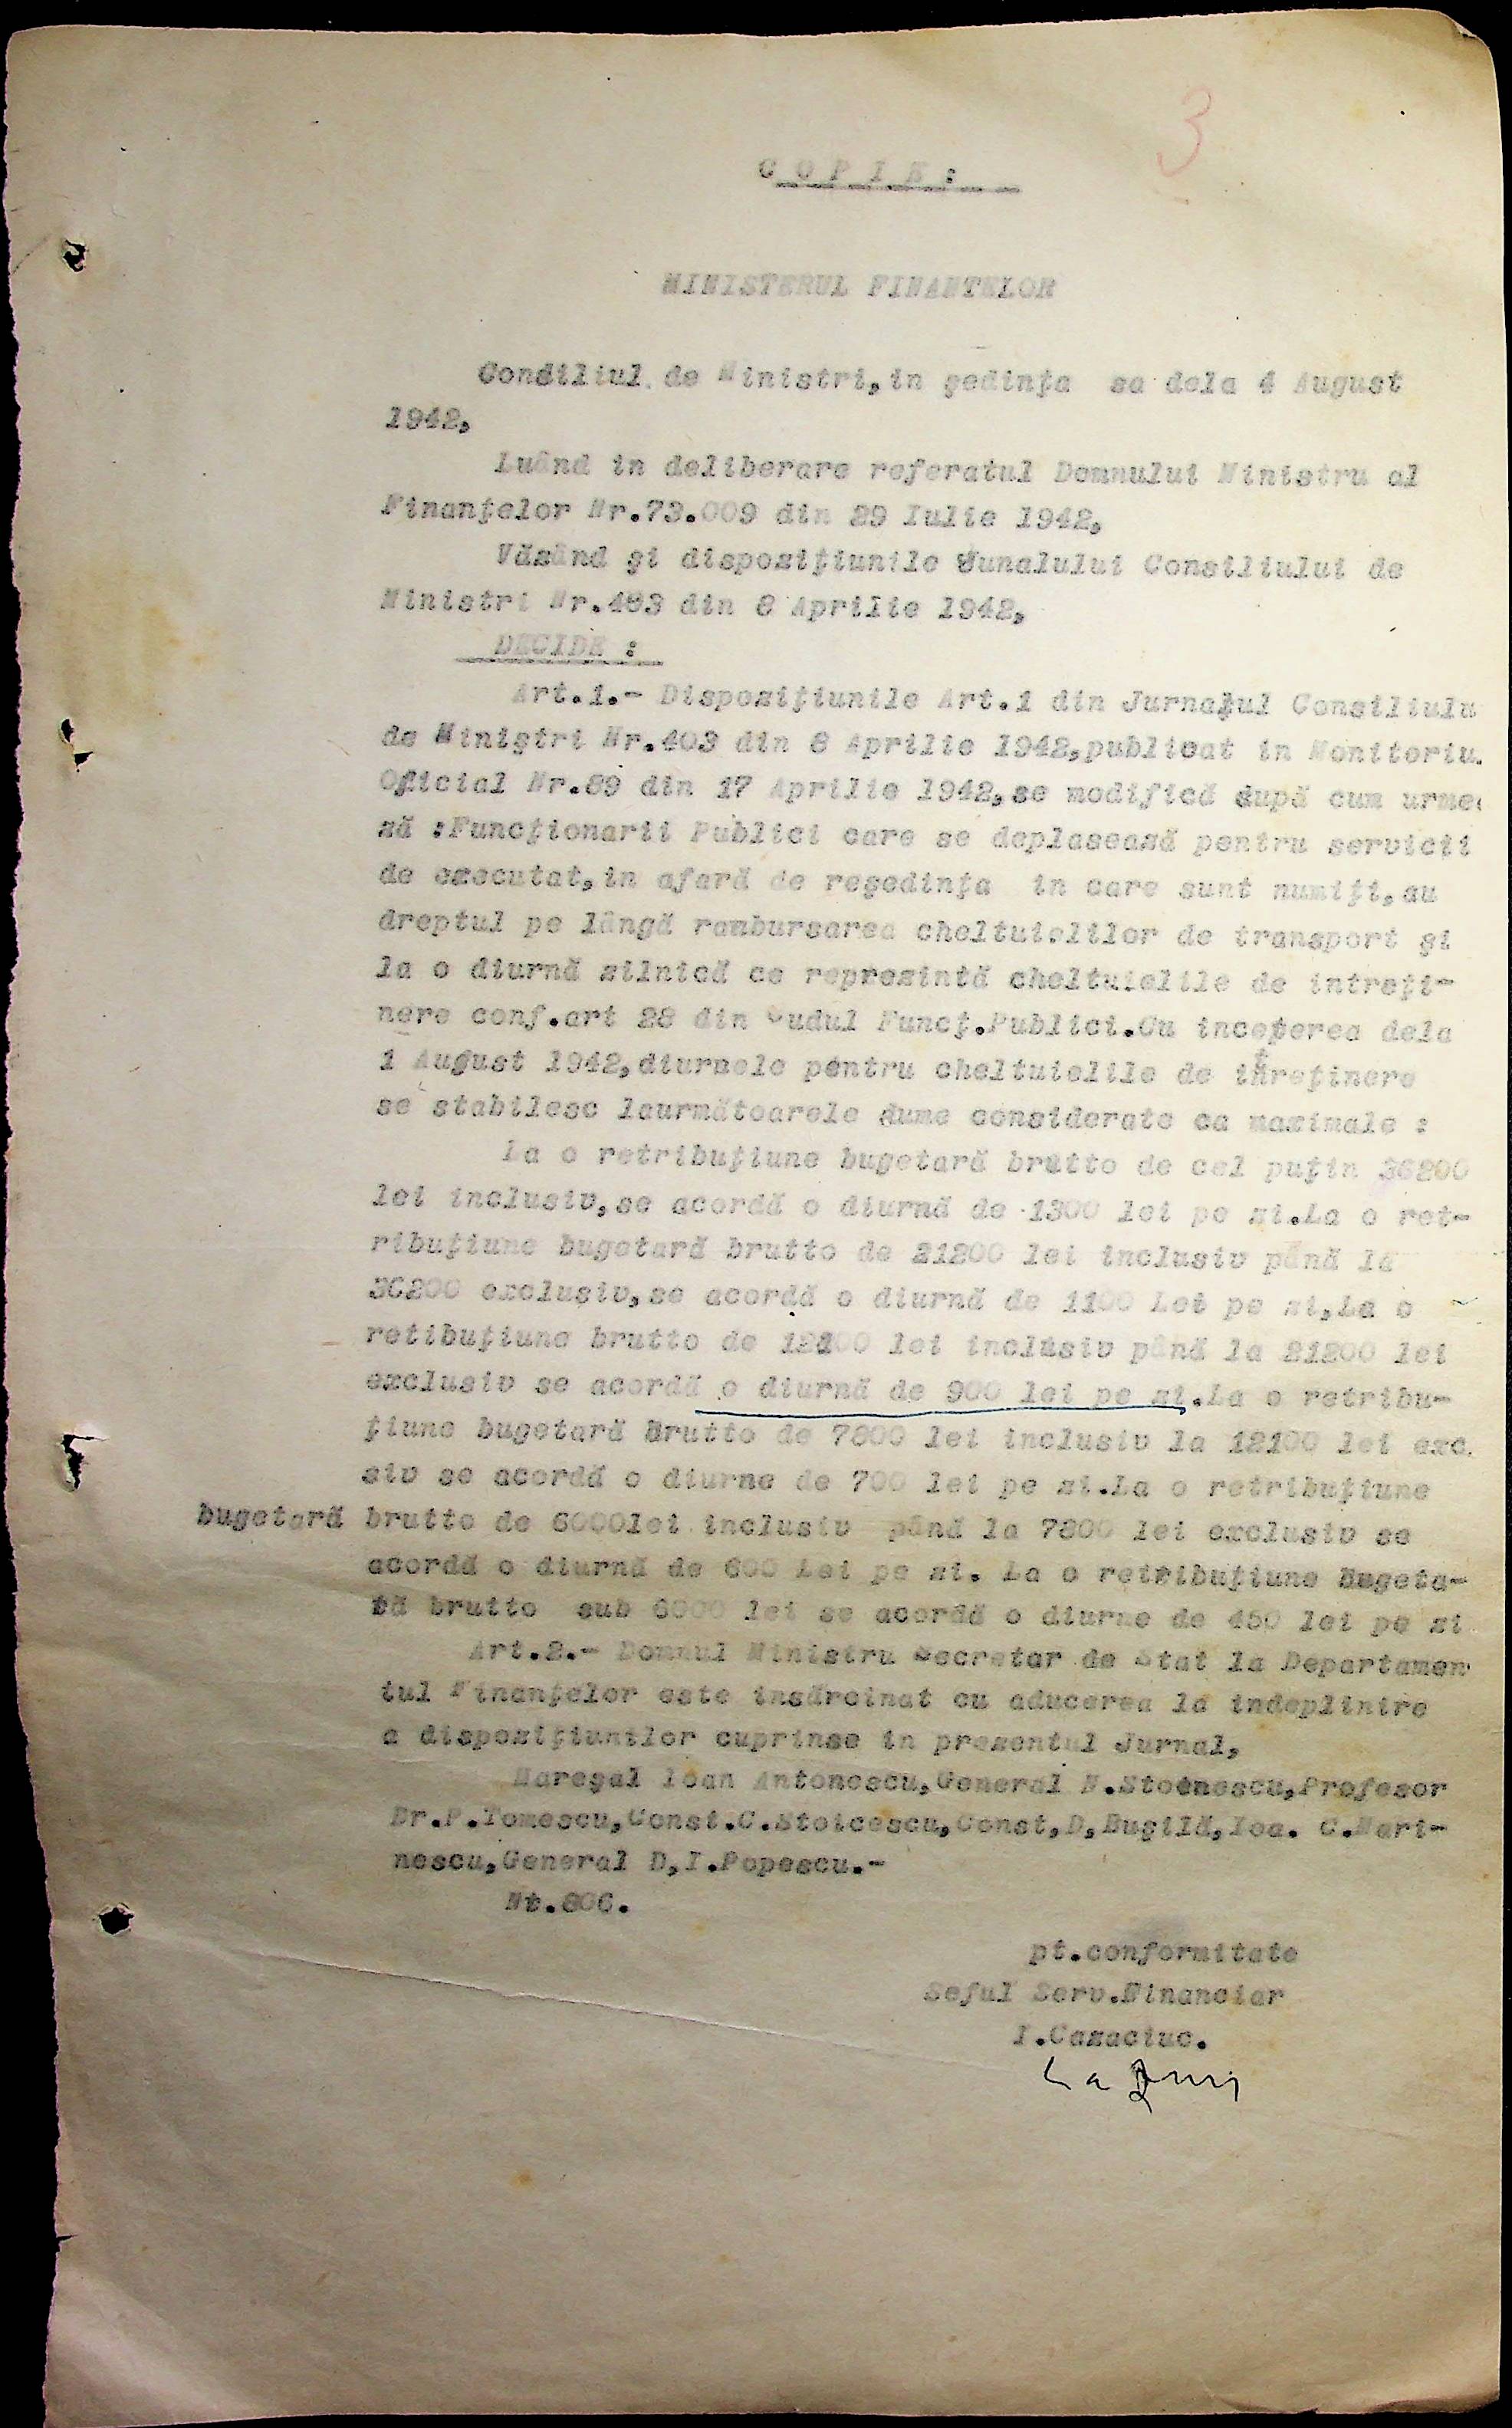 3
C O P I E :
MINISTERUL FINANTELOR
Consiliul de Ministri,in şedinţa sa dela 4 August
1942,
Luând in deliberare referatul Domnului Ministru al
Finanţelor Nr.73.009 din 29 Iulie 1942,
Văzând şi dispoziţiunile Junalului Consiliului de
Ministri Nr.493 din 8 Aprilie 1942,
DECIDE :
Art.1.- Dispoziţiunile Art.1 din Jurnalul Consiliulu
de Miniştri Nr.403 din 8 Aprilie 1942,publicat in Monitoriu
Oficial Nr.89 din 17 Aprilie 1942,se modifică după cum urme
ză :Funcţionarii Publici care se deplasează pentru servicii
de executat,in afară de reşedinţa in care sunt numiţi,au
dreptul pe lângă rambursarea cheltuielilor de transport şi
la o diurnă zilnică ce reprezintă cheltuielile de intreţi-
nere conf.art 28 din Codul Funcţ.Publici.Cu inceperea dela
1 August 1942,diurnele pentru cheltuielile de intreţinere
se stabilesc laurmătoarele sume considerate ca maximale :
La o retribuţiune bugetară brutto de cel puţin 36200
lei inclusiv,se acordă o diurnă de 1300 lei pe zi.La o ret-
ribuţiune bugetară brutto de 21200 lei inclusiv până la
36200 exclusiv,se acordă o diurnă de 1100 Lei pe zi,La o
retibuţiune brutto de 12100 lei inclusiv până la 21200 lei
exclusiv se acordă o diurnă de 900 lei pe zi.La o retribu-
ţiune bugetară brutto de 7800 lei inclusiv la 12100 lei exc
siv se acordă o diurne de 700 lei pe zi.La o retribuţiune
bugetară brutto de 6000lei inclusiv până la 7800 lei exclusiv se
acordă o diurnă de 600 Lei pe zi. La o retribuţiune bugeta-
ră brutto sub 6000 lei se acordă o diurne de 450 lei pe zi
Art.2.- Domnul Ministru Secretar de Stat la Departamen
tul Finanţelor este insărcinat cu aducerea la indeplinire
a dispoziţiunilor cuprinse in prezentul Jurnal,
Mareşal Ioan Antonescu,General N.Stoenescu,Profesor
Dr.P.Tomescu,Const.C.Stoicescu,Const,D,Buşilă,Ioa. C.Mari-
nescu,General D,I.Popescu.-
Nt.806.
pt.conformitate
Seful Serv.Financiar
I.Cazaciuc.